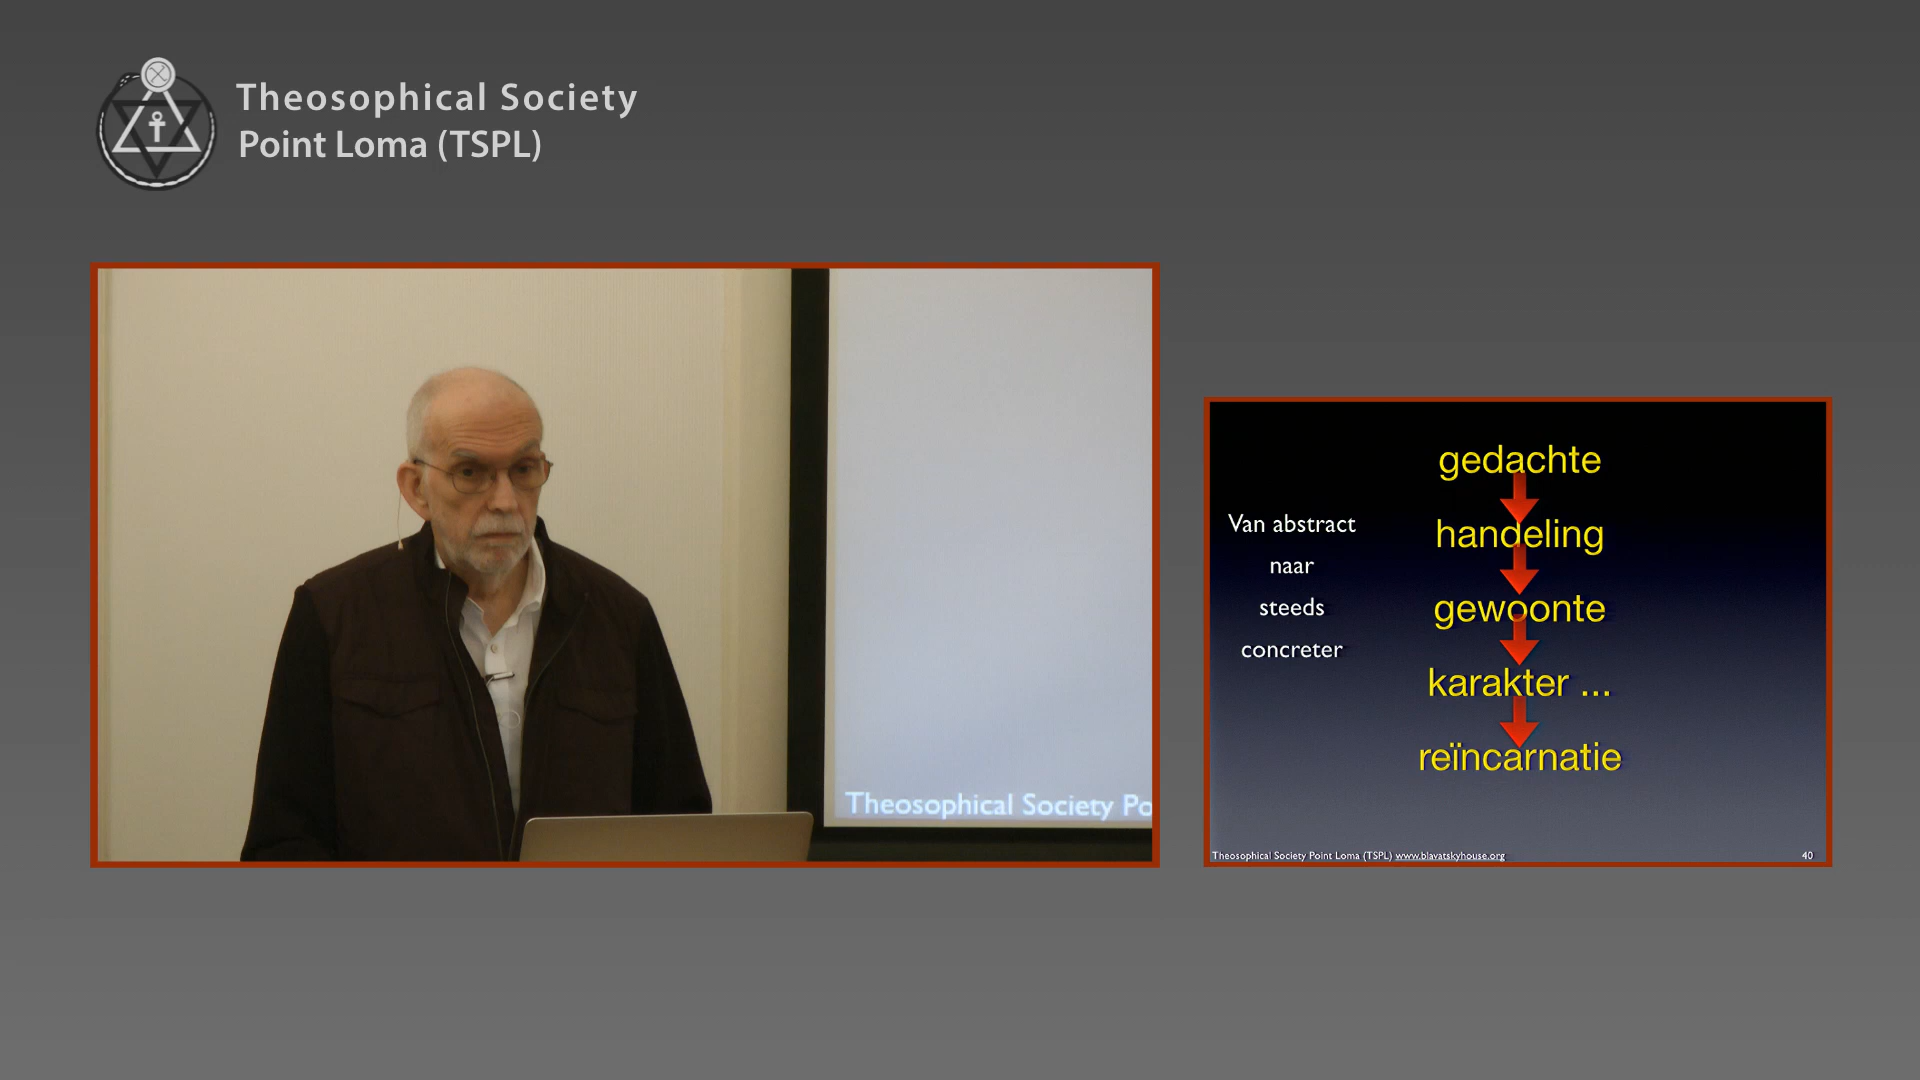 Theosophical Society
Point Loma (TSPL)
Theosophical Society Po
gedachte
handeling
gewoonte
karakter ...
reïncarnatie
Van abstract
naar
steeds
concreter
Theosophical Society Point Loma (TSPL) www.blavatskyhouse.org
40